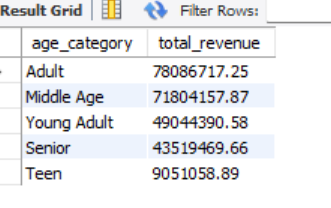 Result Grid Filter Rows:
age_category total_revenue
Adult 78086717.25
Middle Age 71804157.87
Young Adult 49044390.58
Senior 43519469.66
Teen 9051058.89